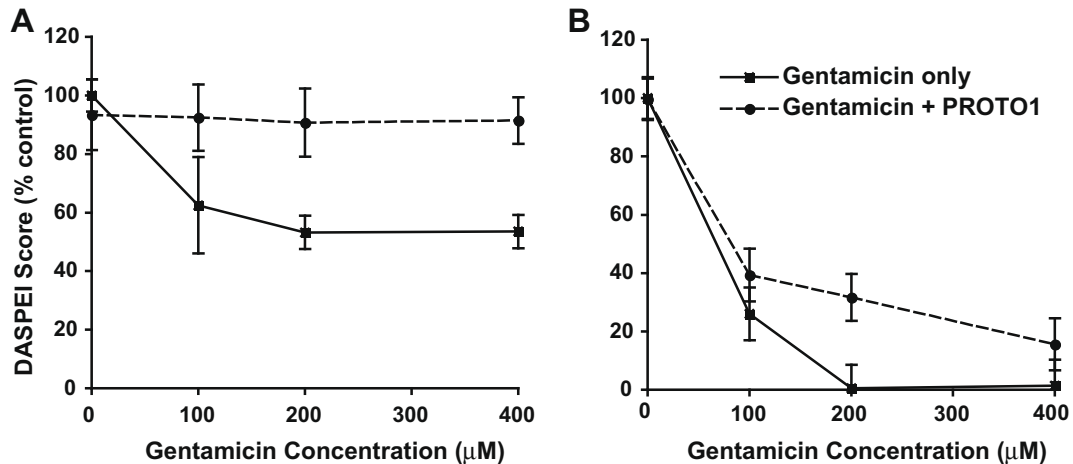 A
120
100
80
60
40
20
0
DASPEI Score (% control)
0 100 200 300 400
Gentamicin Concentration (μM)
B
120
100
80
60
40
20
0
Gentamicin only
Gentamicin + PROTO1
0 100 200 300 400
Gentamicin Concentration (μM)